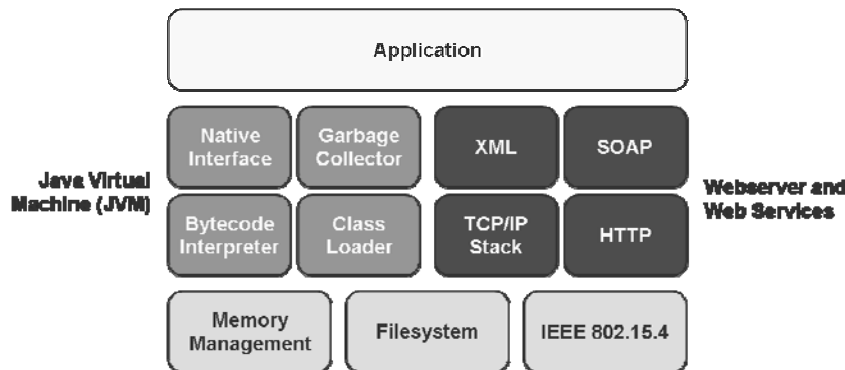 Application
Native
Interface
Garbage
Collector
XML
SOAP
Java Virtual
Machine (JVM)
Webserver and
Web Services
Bytecode
Interpreter
Class
Loader
TCP/IP
Stack
HTTP
Memory
Management
Filesystem
IEEE 802.15.4